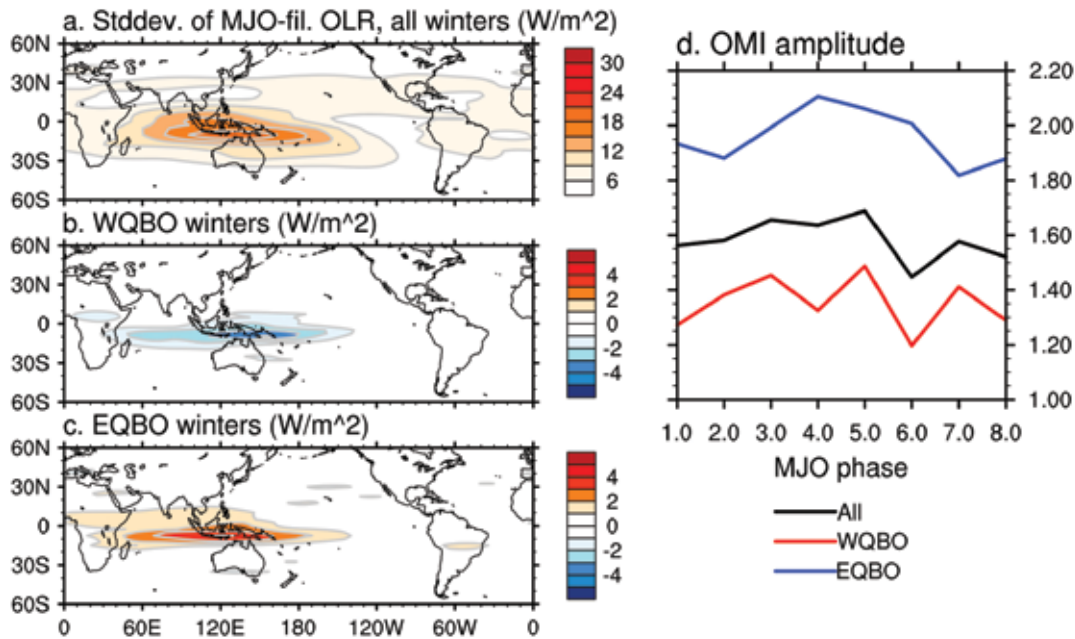 a. Stddev. of MJO-fil. OLR, all winters (W/m^2)
60N
30N
0
30S
60S
30
24
18
12
6
b. WQBO winters (W/m^2)
60N
30N
0
30S
60S
4
2
0
-2
-4
c. EQBO winters (W/m^2)
60N
30N
0
30S
60S
0
60E
120E
180
120W
60W
0
4
2
0
-2
-4
d. OMI amplitude
2.20
2.00
1.80
1.60
1.40
1.20
1.00
1.0
2.0
3.0
4.0
5.0
6.0
7.0
8.0
MJO phase
All
WQBO
EQBO